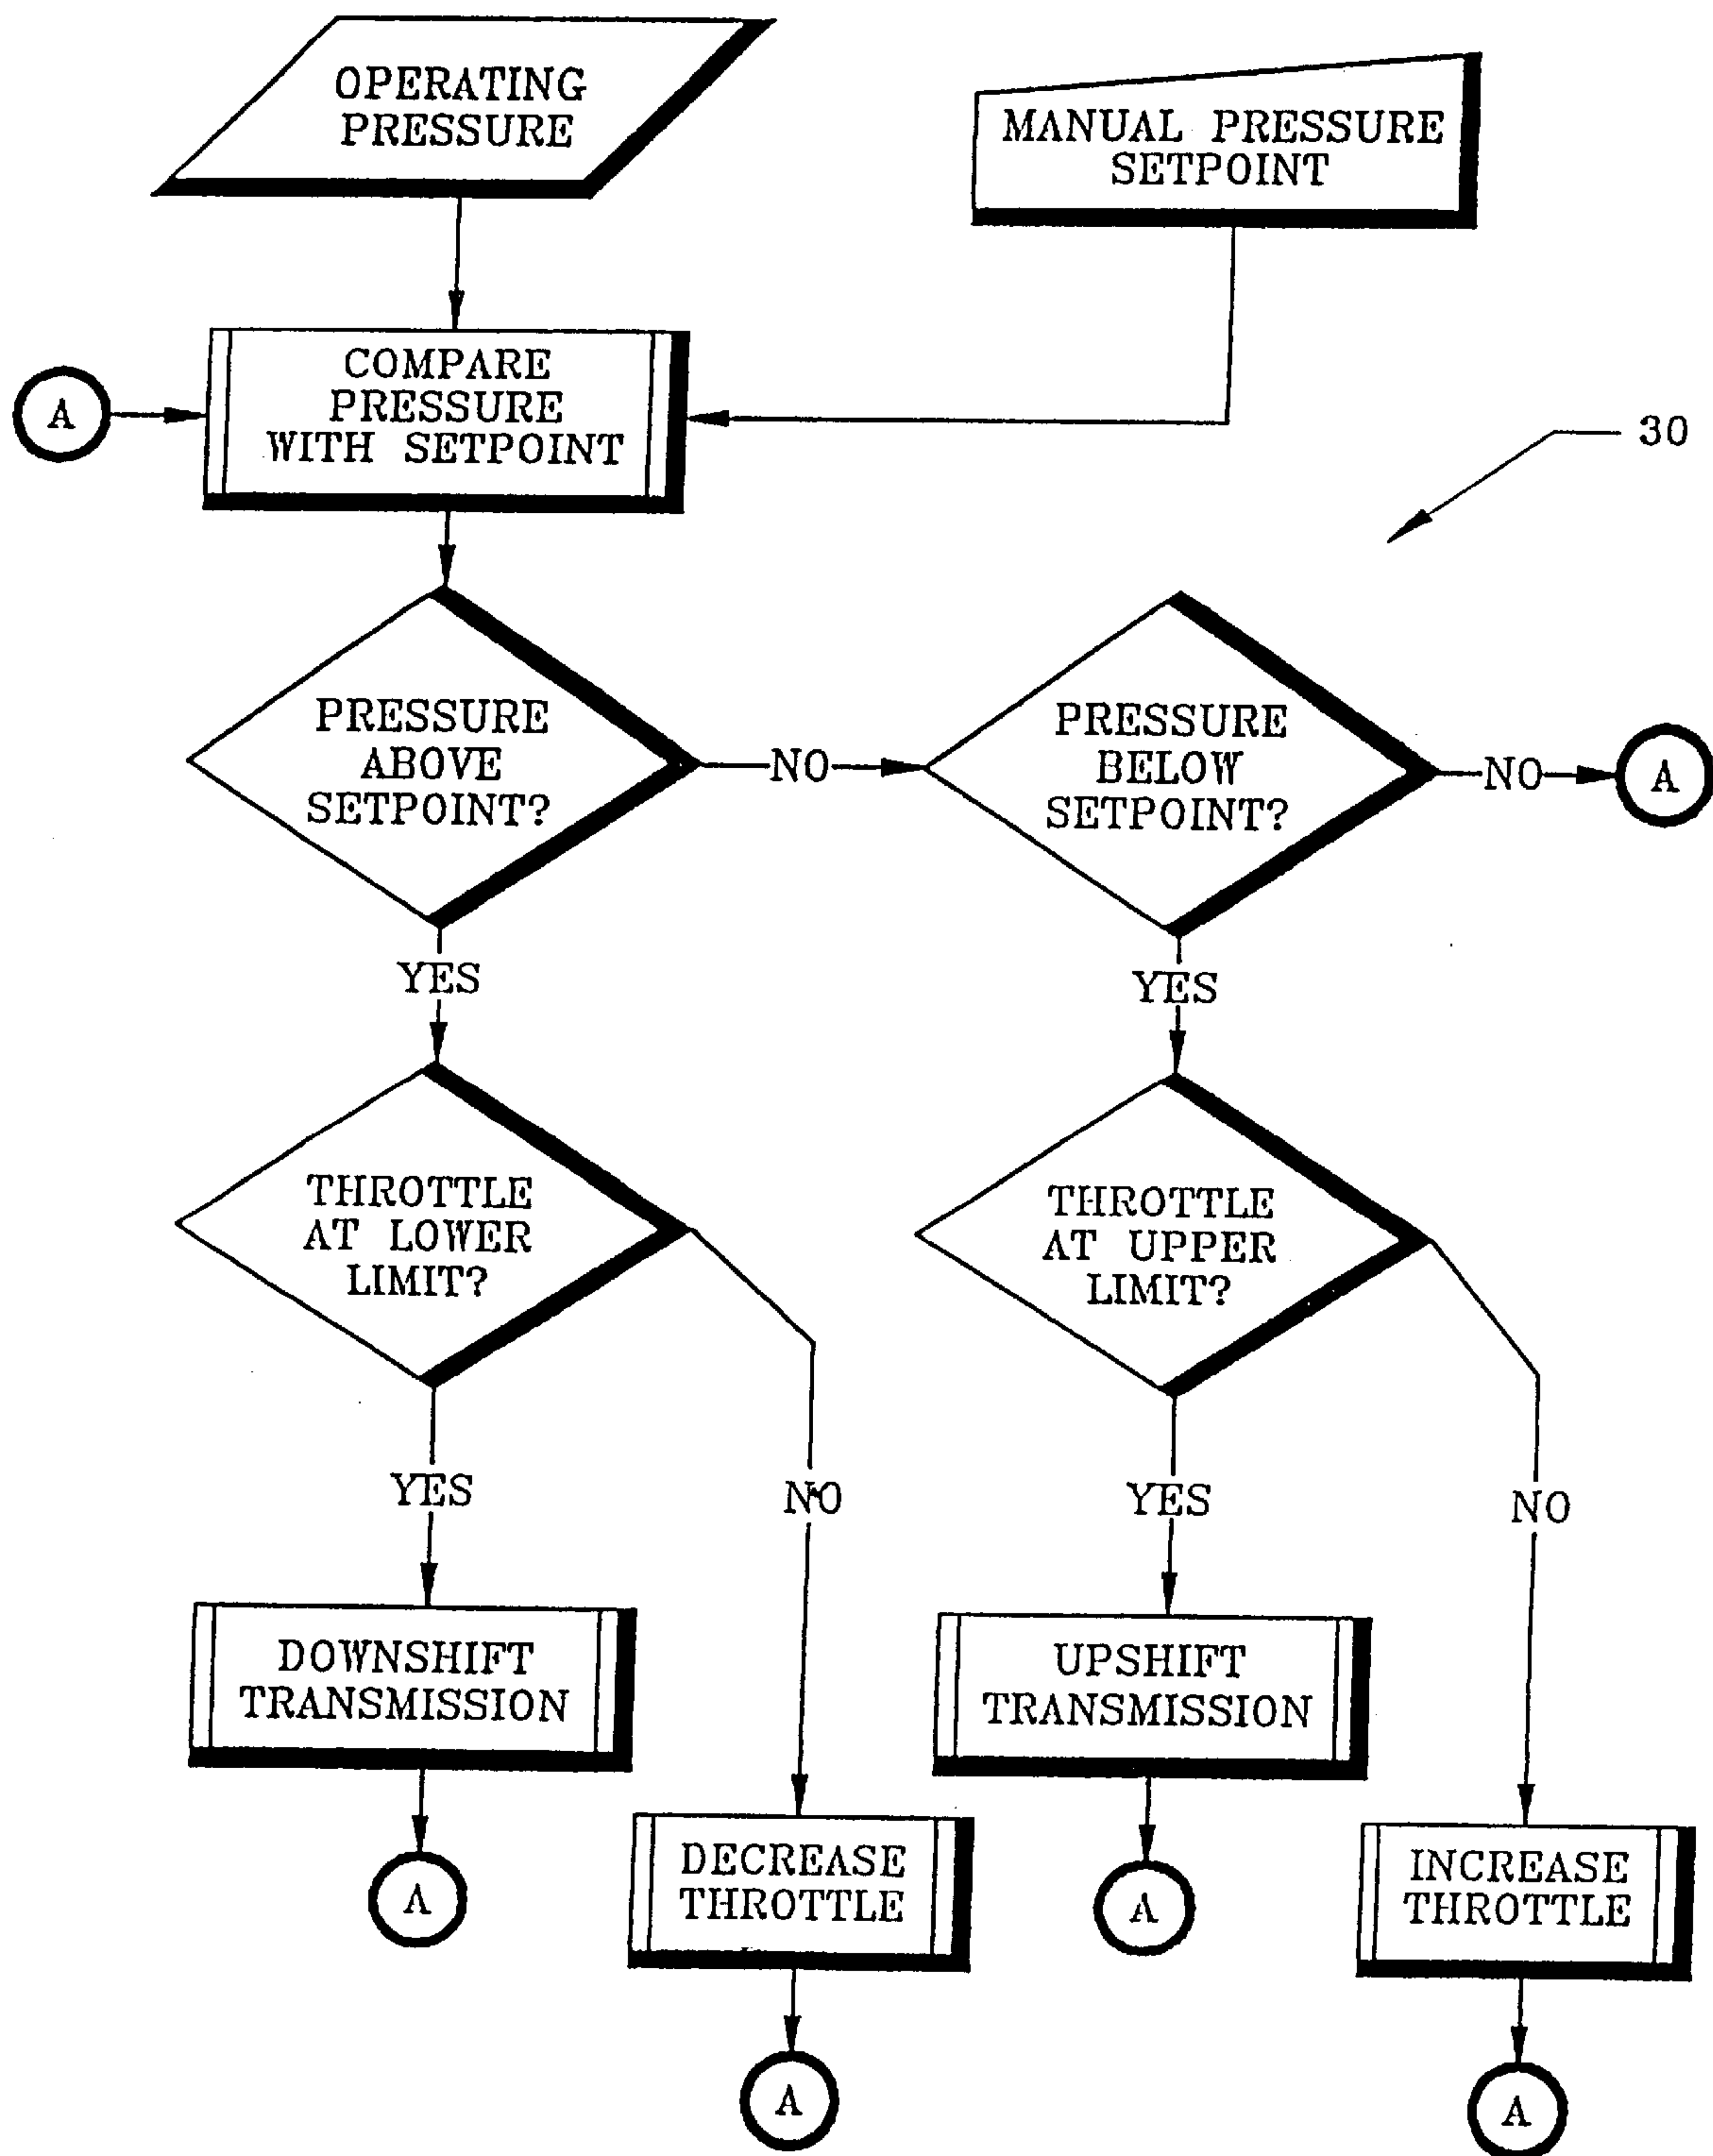 OPERATING
PRESSURE
MANUAL PRESSURE
SETPOINT
COMPARE
PRESSURE
WITH SETPOINT
A
30
PRESSURE
ABOVE
SETPOINT?
NO
PRESSURE
BELOW
SETPOINT?
NO
A
YES
YES
THROTTLE
AT LOWER
LIMIT?
THROTTLE
AT UPPER
LIMIT?
YES
NO
YES
NO
DOWNSHIFT
TRANSMISSION
UPSHIFT
TRANSMISSION
A
DECREASE
THROTTLE
A
INCREASE
THROTTLE
A
A